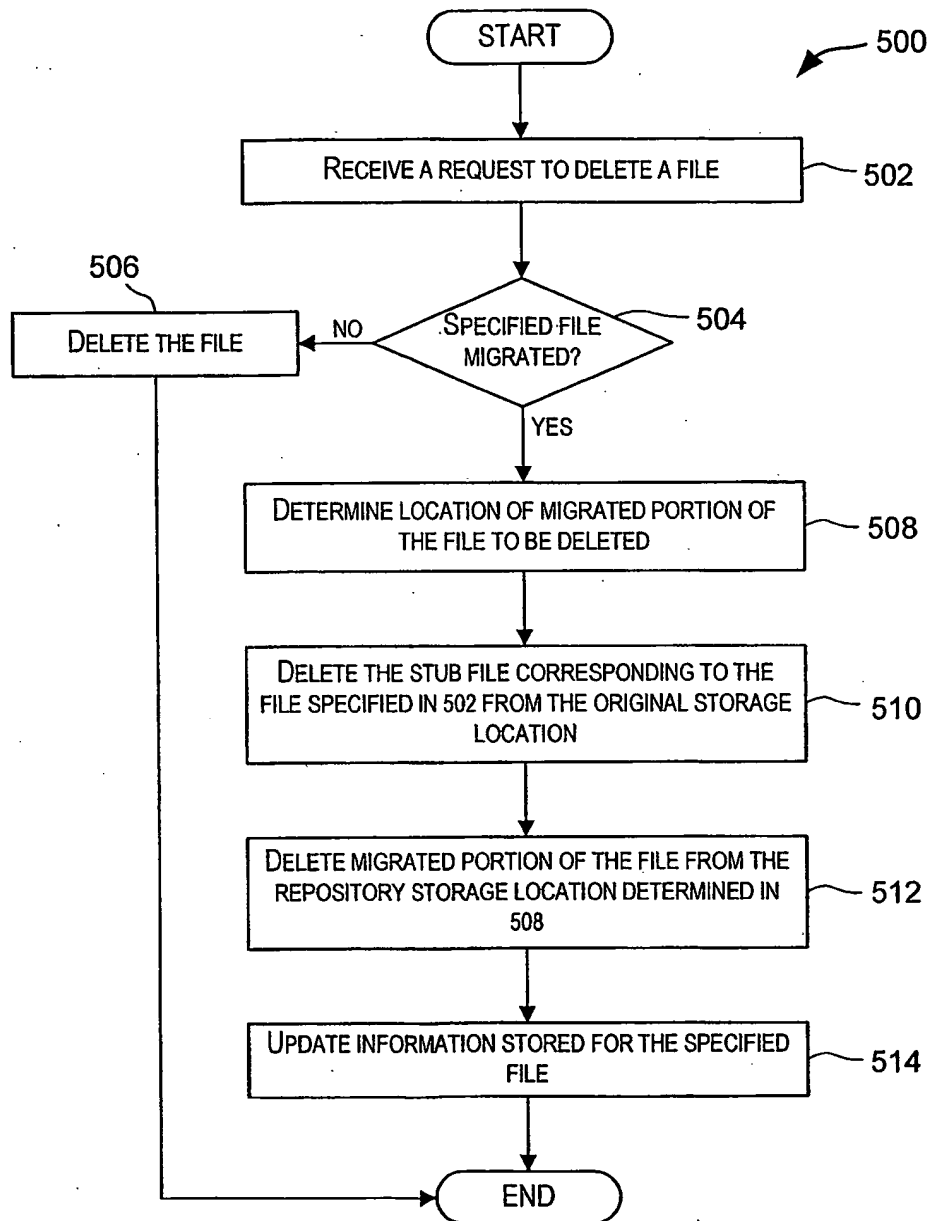 START
500
RECEIVE A REQUEST TO DELETE A FILE
502
506
SPECIFIED FILE
MIGRATED?
504
NO
DELETE THE FILE
YES
DETERMINE LOCATION OF MIGRATED PORTION OF
THE FILE TO BE DELETED
508
DELETE THE STUB FILE CORRESPONDING TO THE
FILE SPECIFIED IN 502 FROM THE ORIGINAL STORAGE
LOCATION
510
DELETE MIGRATED PORTION OF THE FILE FROM THE
REPOSITORY STORAGE LOCATION DETERMINED IN
508
512
UPDATE INFORMATION STORED FOR THE SPECIFIED
FILE
514
END